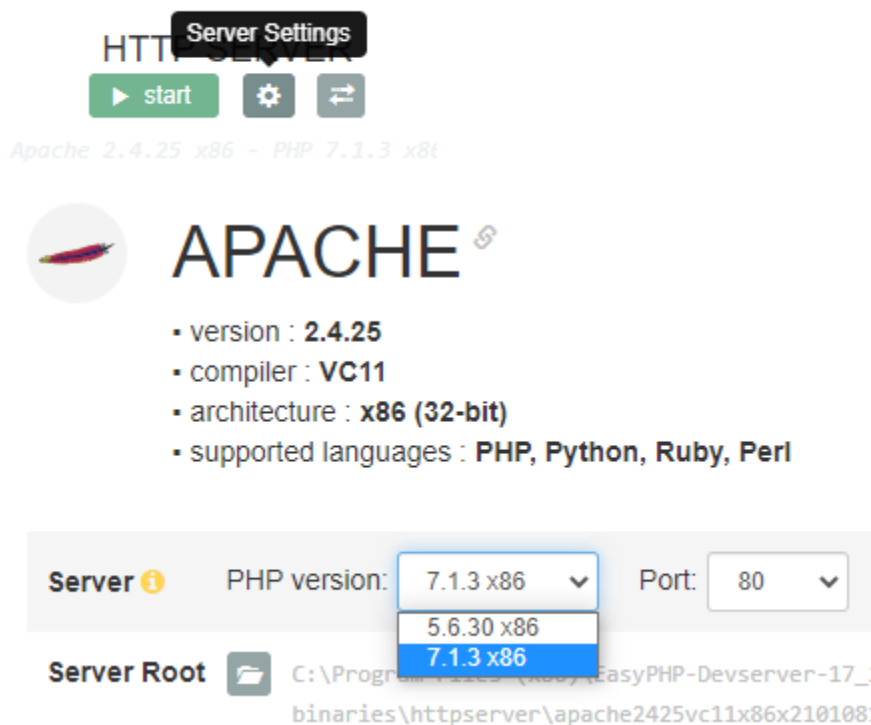 Server Settings
HTTP SERVER
start
Apache 2.4.25 x86 - PHP 7.1.3 x86
APACHE
▪ version : 2.4.25
▪ compiler : VC11
▪ architecture : x86 (32-bit)
▪ supported languages : PHP, Python, Ruby, Perl
Server PHP version: 7.1.3 x86 Port: 80
5.6.30 x86
7.1.3 x86
Server Root C:\Program Files (x86)\EasyPHP-Devserver-17_
binaries\httpserver\apache2425vc11x86x210108